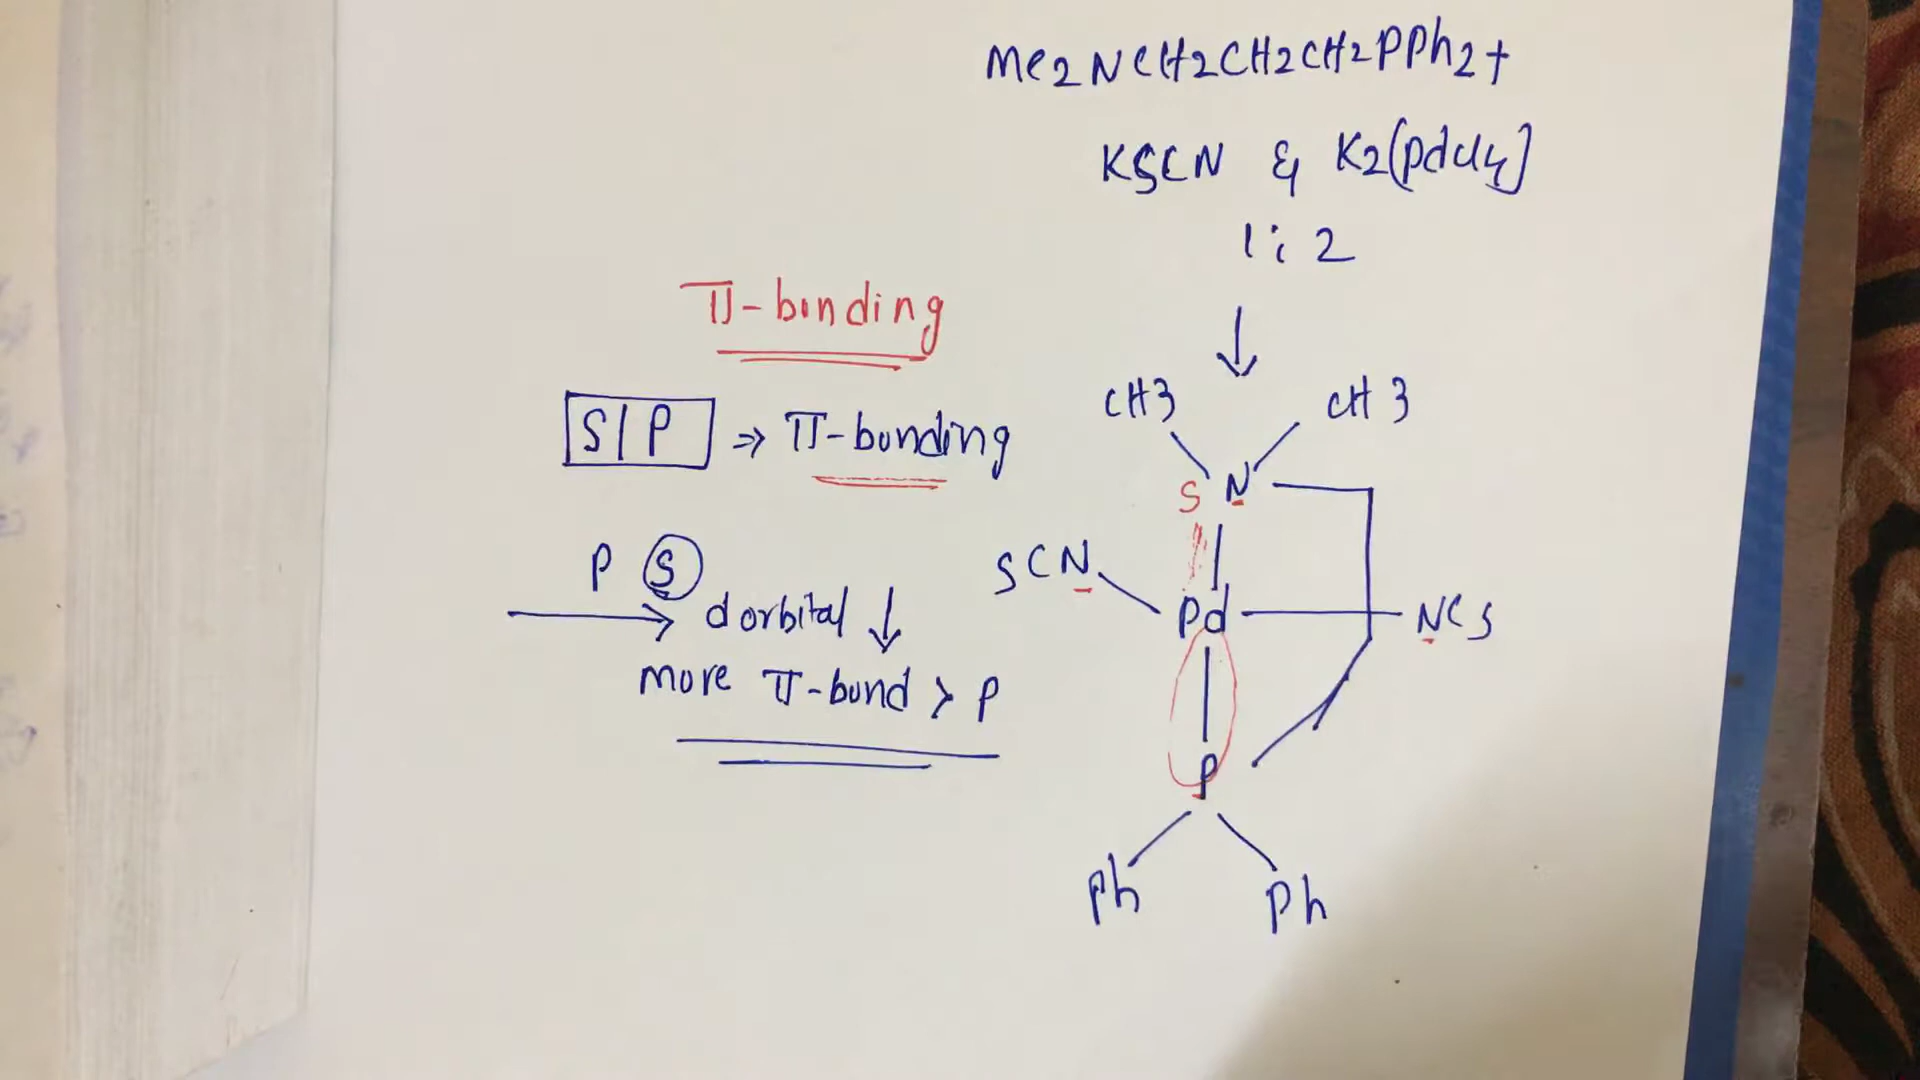 Me2NCH2CH2CH2PPh2+
KSCN & K2[PdCl4]
1:2
π-bonding
S/P ⇒ π-bonding
P S
d orbital ↓
more π-bond > P
CH3 CH3
S N
SCN
Pd
NCS
P
Ph Ph